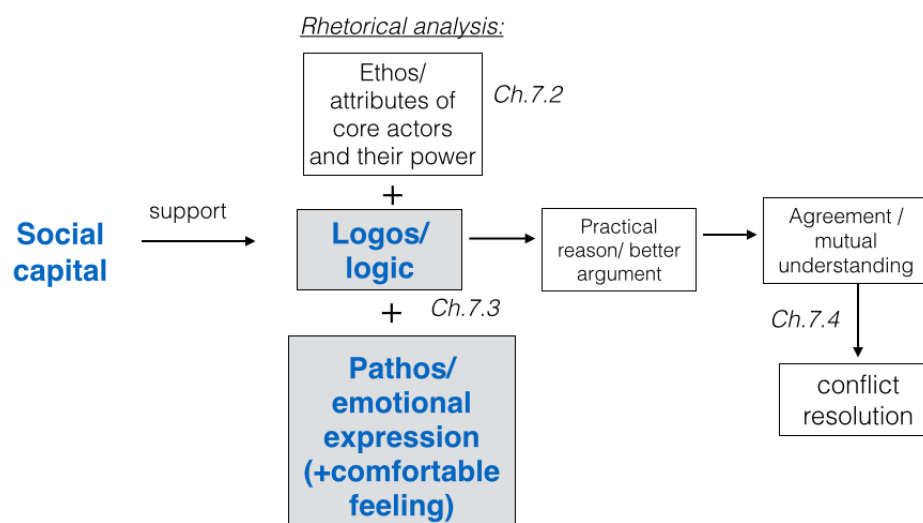 Rhetorical analysis:
Ethos/
attributes of
core actors
and their power
Ch.7.2
+
Social
capital
support
Logos/
logic
Practical
reason/ better
argument
Agreement /
mutual
understanding
+
Ch.7.3
Ch.7.4
Pathos/
emotional
expression
(+comfortable
feeling)
conflict
resolution